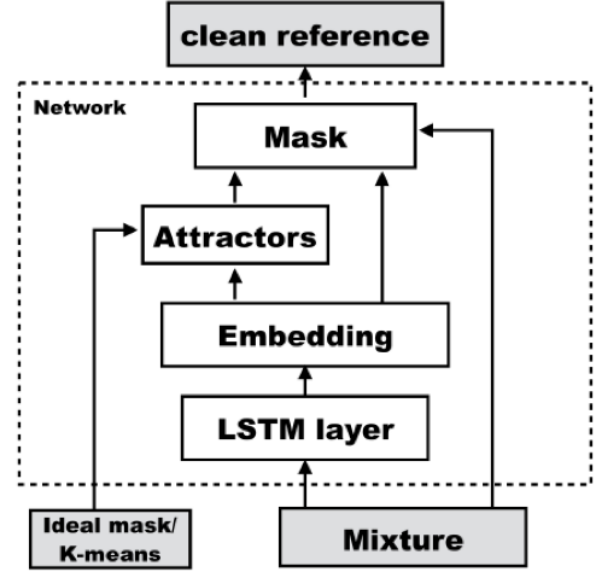 clean reference
Network
Mask
Attractors
Embedding
LSTM layer
Ideal mask/
K-means
Mixture